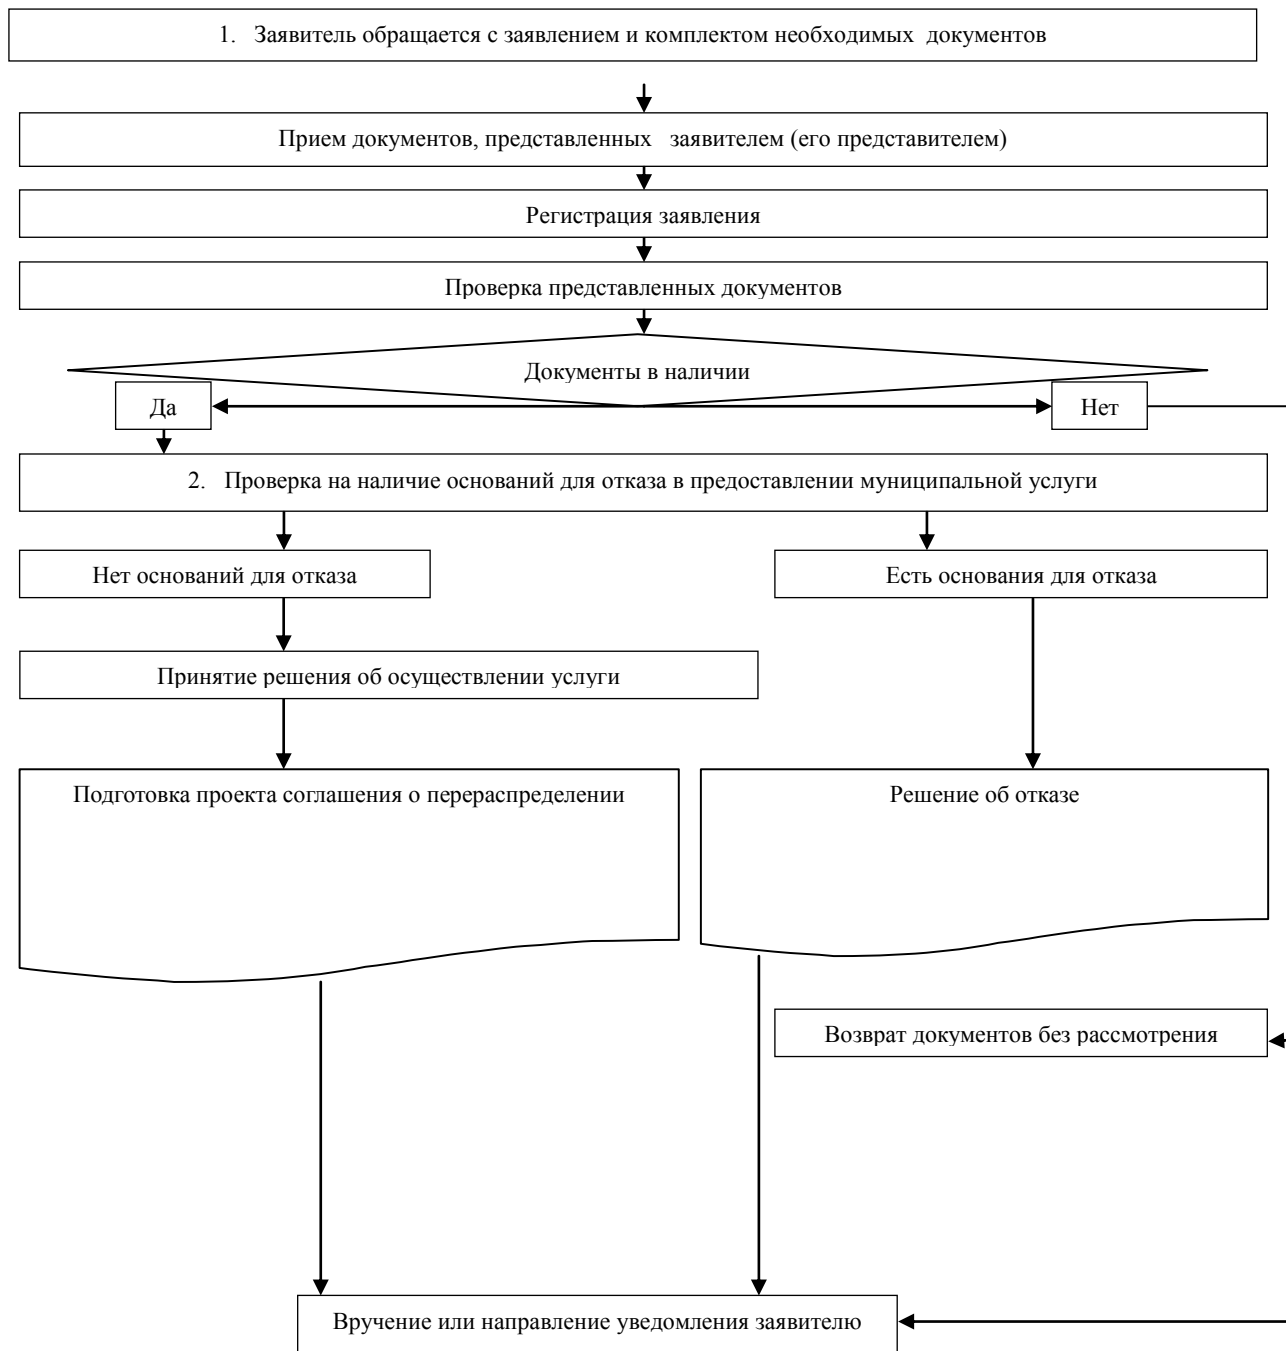 1. Заявитель обращается с заявлением и комплектом необходимых документов
Прием документов, представленных заявителем (его представителем)
Регистрация заявления
Проверка представленных документов
Документы в наличии
Да
Нет
2. Проверка на наличие оснований для отказа в предоставлении муниципальной услуги
Нет оснований для отказа
Есть основания для отказа
Принятие решения об осуществлении услуги
Подготовка проекта соглашения о перераспределении
Решение об отказе
Возврат документов без рассмотрения
Вручение или направление уведомления заявителю